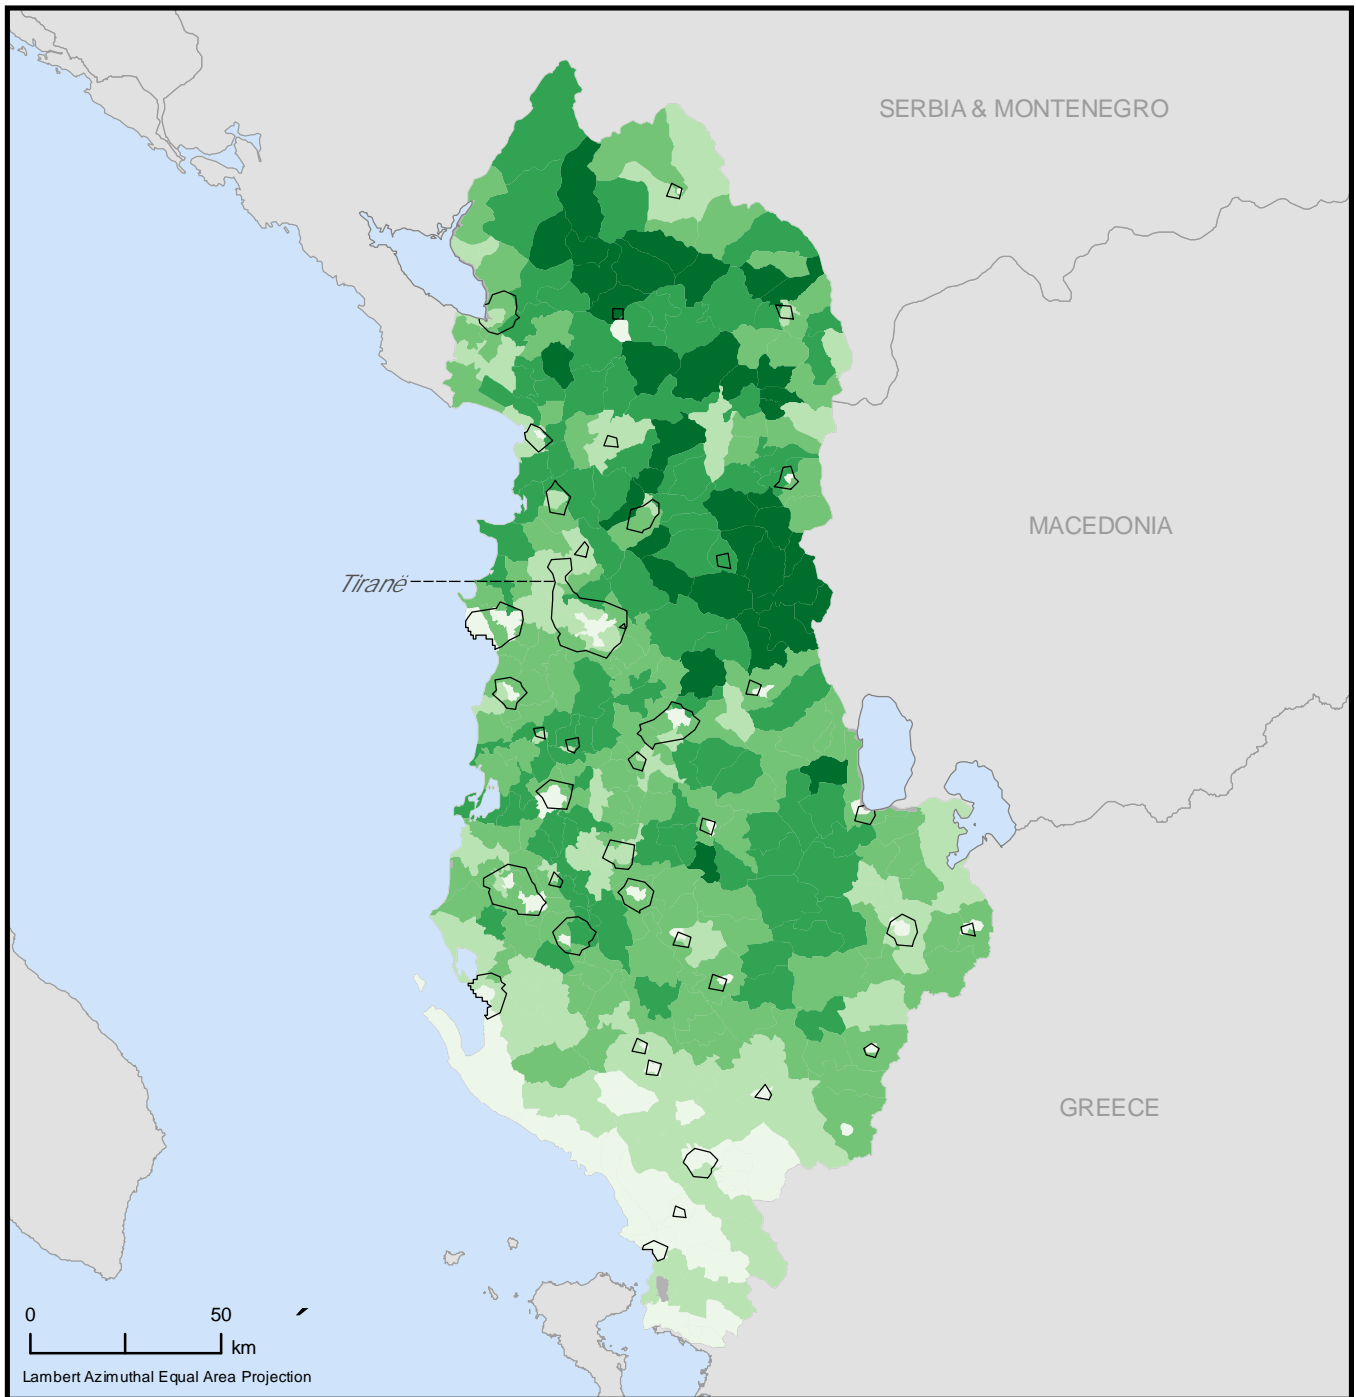 SERBIA & MONTENEGRO
MACEDONIA
Tiranë
GREECE
0 50
km
Lambert Azimuthal Equal Area Projection